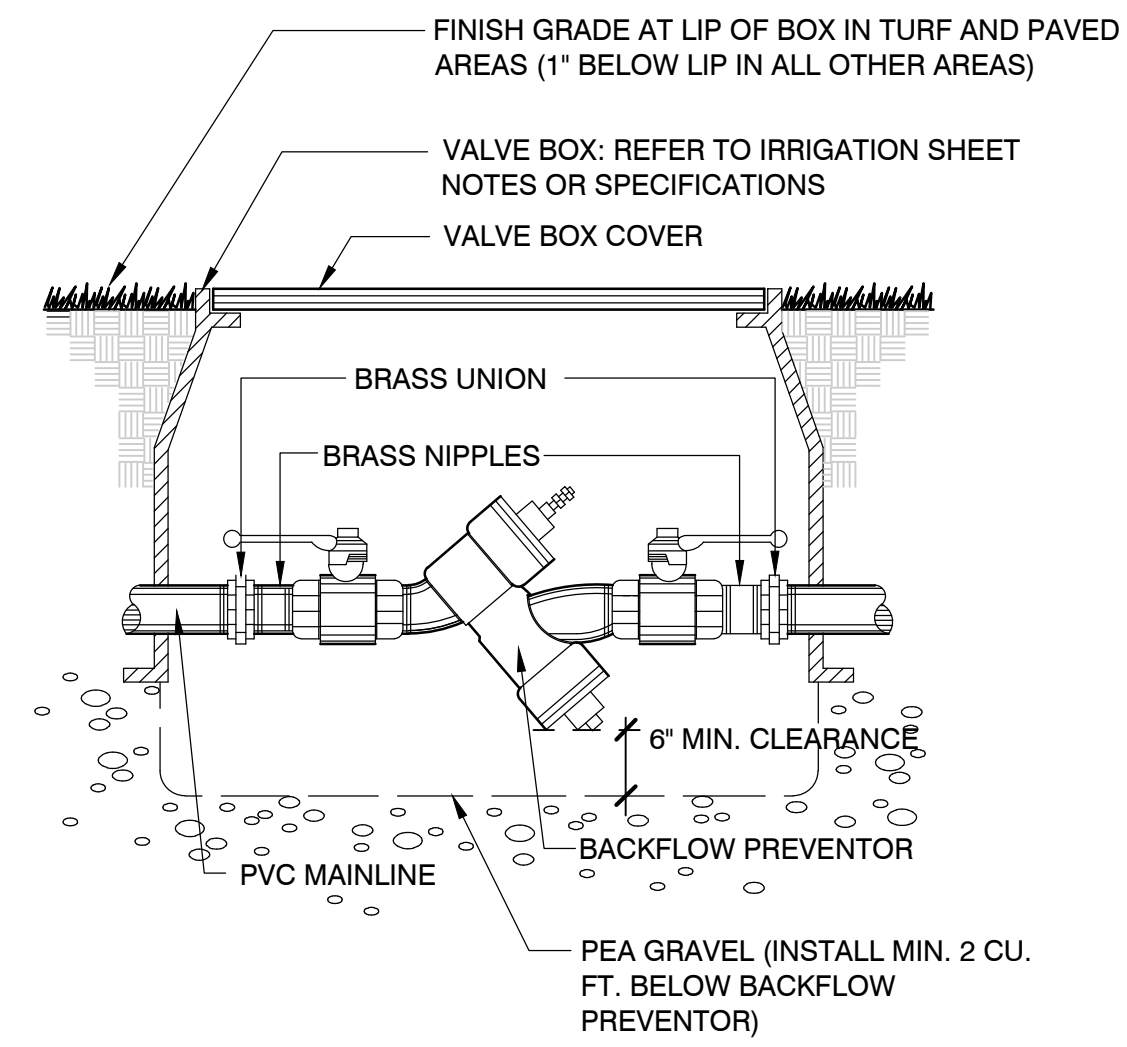 FINISH GRADE AT LIP OF BOX IN TURF AND PAVED
AREAS (1" BELOW LIP IN ALL OTHER AREAS)
VALVE BOX: REFER TO IRRIGATION SHEET
NOTES OR SPECIFICATIONS
VALVE BOX COVER
BRASS UNION
BRASS NIPPLES
6" MIN. CLEARANCE
BACKFLOW PREVENTOR
PVC MAINLINE
PEA GRAVEL (INSTALL MIN. 2 CU.
FT. BELOW BACKFLOW
PREVENTOR)